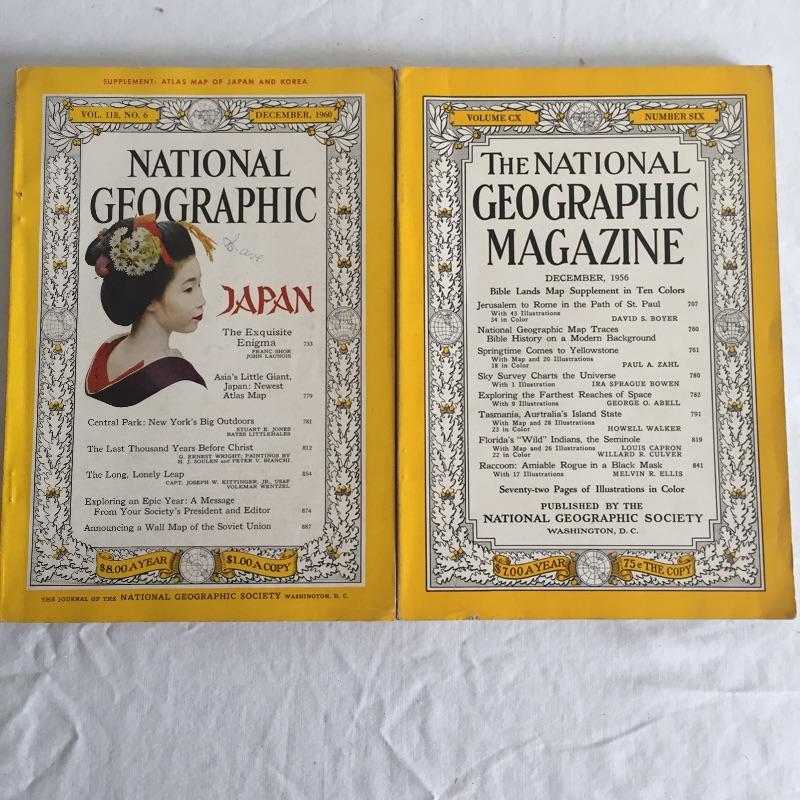 SUPPLEMENT: ATLAS MAP OF JAPAN AND KOREA
VOL. 118, NO. 6
DECEMBER, 1960
NATIONAL
GEOGRAPHIC
Dave
JAPAN
The Exquisite
Enigma 733
FRANC SHOR
JOHN LAUNOIS
Asia's Little Giant,
Japan: Newest
Atlas Map 779
Central Park: New York's Big Outdoors 781
STUART E. JONES
BATES LITTLEHALES
The Last Thousand Years Before Christ 812
G. ERNEST WRIGHT; PAINTINGS BY
H. J. SOULEN and PETER V. BIANCHI
The Long, Lonely Leap 854
CAPT. JOSEPH W. KITTINGER, JR., USAF
VOLKMAR WENTZEL
Exploring an Epic Year: A Message
From Your Society's President and Editor 874
Announcing a Wall Map of the Soviet Union 887
$8.00 A YEAR
$1.00 A COPY
THE JOURNAL OF THE NATIONAL GEOGRAPHIC SOCIETY WASHINGTON, D. C.
VOLUME CX
NUMBER SIX
THE NATIONAL
GEOGRAPHIC
MAGAZINE
DECEMBER, 1956
Bible Lands Map Supplement in Ten Colors
Jerusalem to Rome in the Path of St. Paul 707
With 43 Illustrations
34 in Color DAVID S. BOYER
National Geographic Map Traces 760
Bible History on a Modern Background
Springtime Comes to Yellowstone 761
With Map and 20 Illustrations
18 in Color PAUL A. ZAHL
Sky Survey Charts the Universe 780
With 1 Illustration IRA SPRAGUE BOWEN
Exploring the Farthest Reaches of Space 782
With 9 Illustrations GEORGE O. ABELL
Tasmania, Australia's Island State 791
With Map and 28 Illustrations
23 in Color HOWELL WALKER
Florida's "Wild" Indians, the Seminole 819
With Map and 26 Illustrations LOUIS CAPRON
22 in Color WILLARD R. CULVER
Raccoon: Amiable Rogue in a Black Mask 841
With 17 Illustrations MELVIN R. ELLIS
Seventy-two Pages of Illustrations in Color
PUBLISHED BY THE
NATIONAL GEOGRAPHIC SOCIETY
WASHINGTON, D. C.
$7.00 A YEAR
75¢ THE COPY